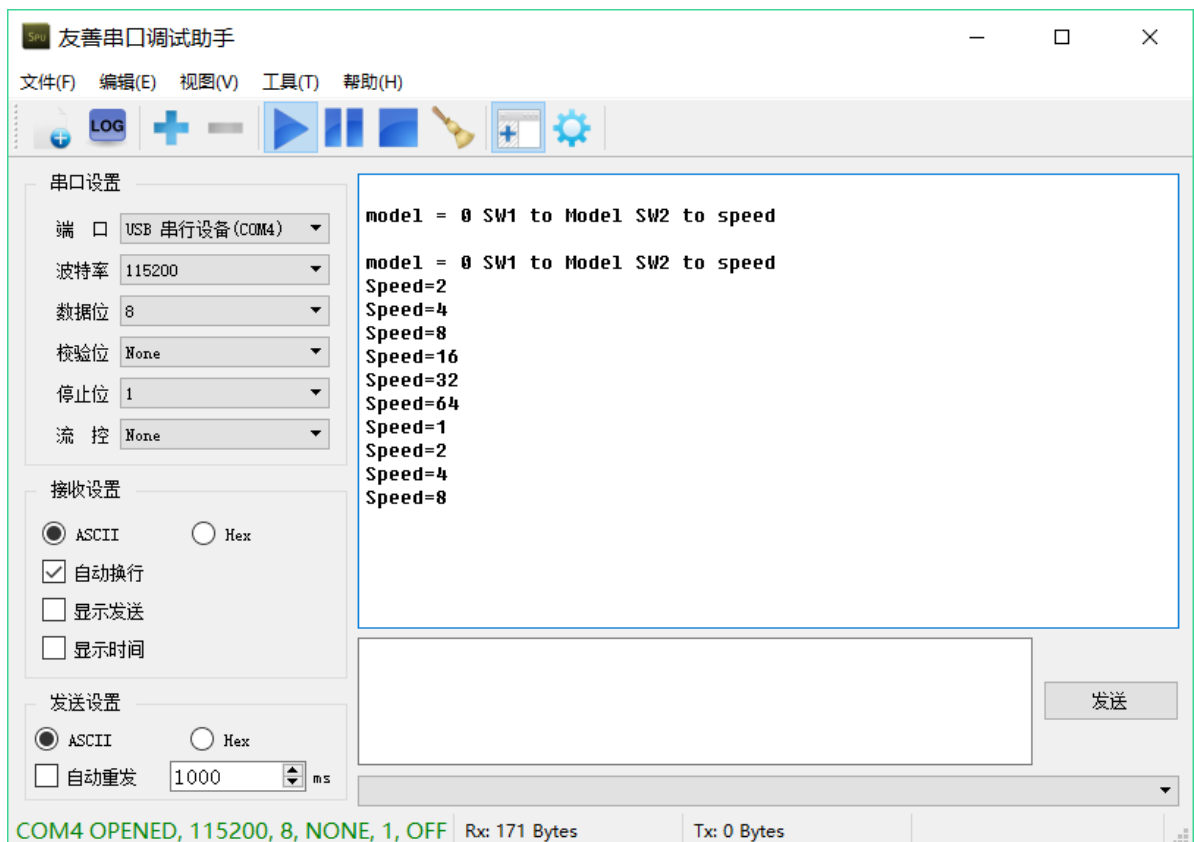 友善串口调试助手
文件(F) 编辑(E) 视图(V) 工具(T) 帮助(H)
LOG
串口设置
端 口 USB 串行设备(COM4)
波特率 115200
数据位 8
校验位 None
停止位 1
流 控 None
接收设置
ASCII Hex
自动换行
显示发送
显示时间
发送设置
ASCII Hex
自动重发 1000 ms
model = 0 SW1 to Model SW2 to speed
model = 0 SW1 to Model SW2 to speed
Speed=2
Speed=4
Speed=8
Speed=16
Speed=32
Speed=64
Speed=1
Speed=2
Speed=4
Speed=8
发送
COM4 OPENED, 115200, 8, NONE, 1, OFF Rx: 171 Bytes Tx: 0 Bytes